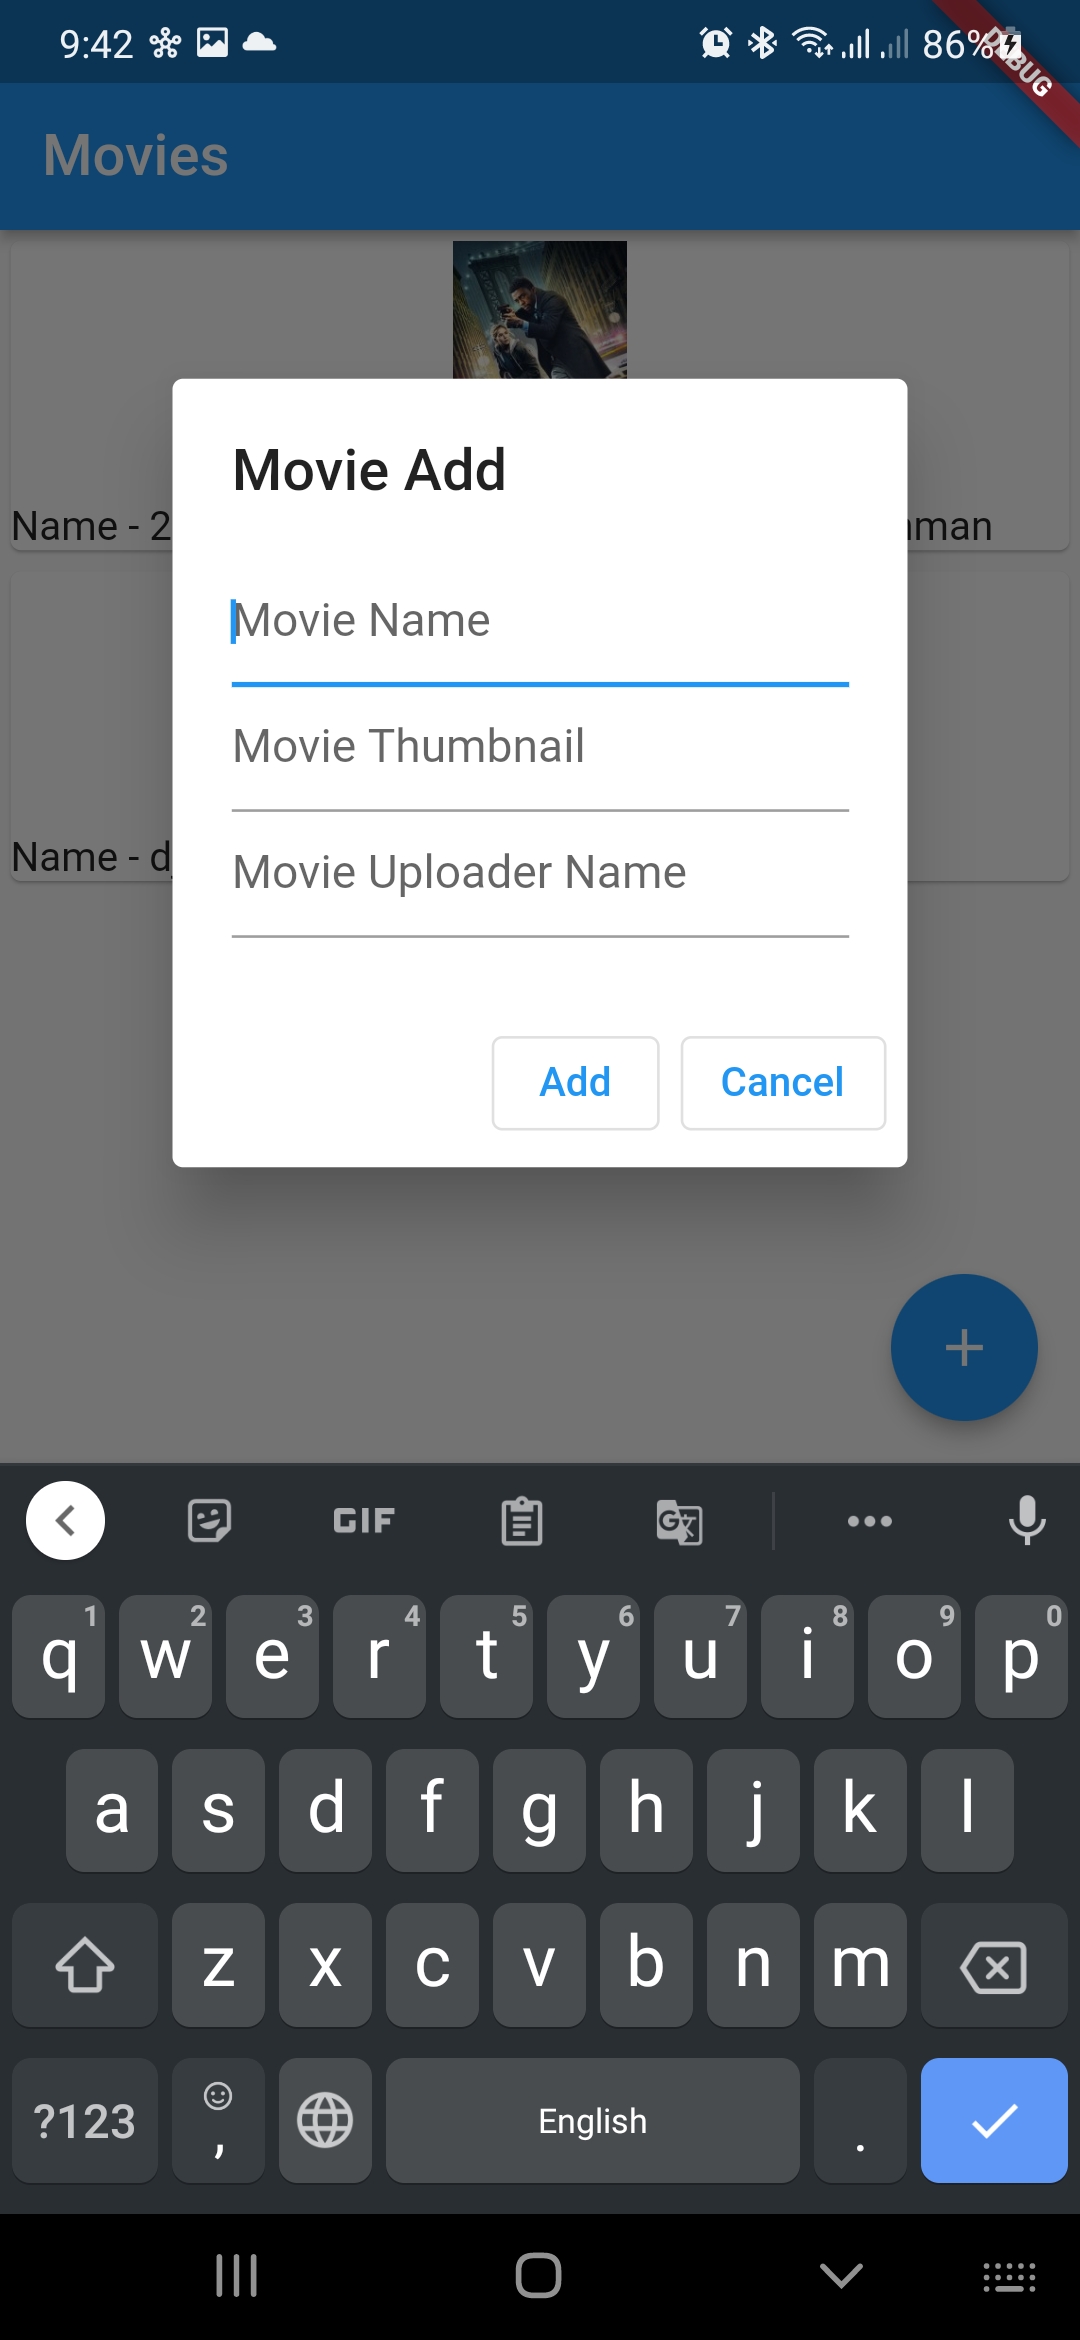 9:42 86%
DEBUG
Movies
Name - 2
Movie Add
Movie Name
Movie Thumbnail
Name - d
Movie Uploader Name
Add Cancel
+
GIF
1 2 3 4 5 6 7 8 9 0
q w e r t y u i o p
a s d f g h j k l
z x c v b n m
?123 , English .